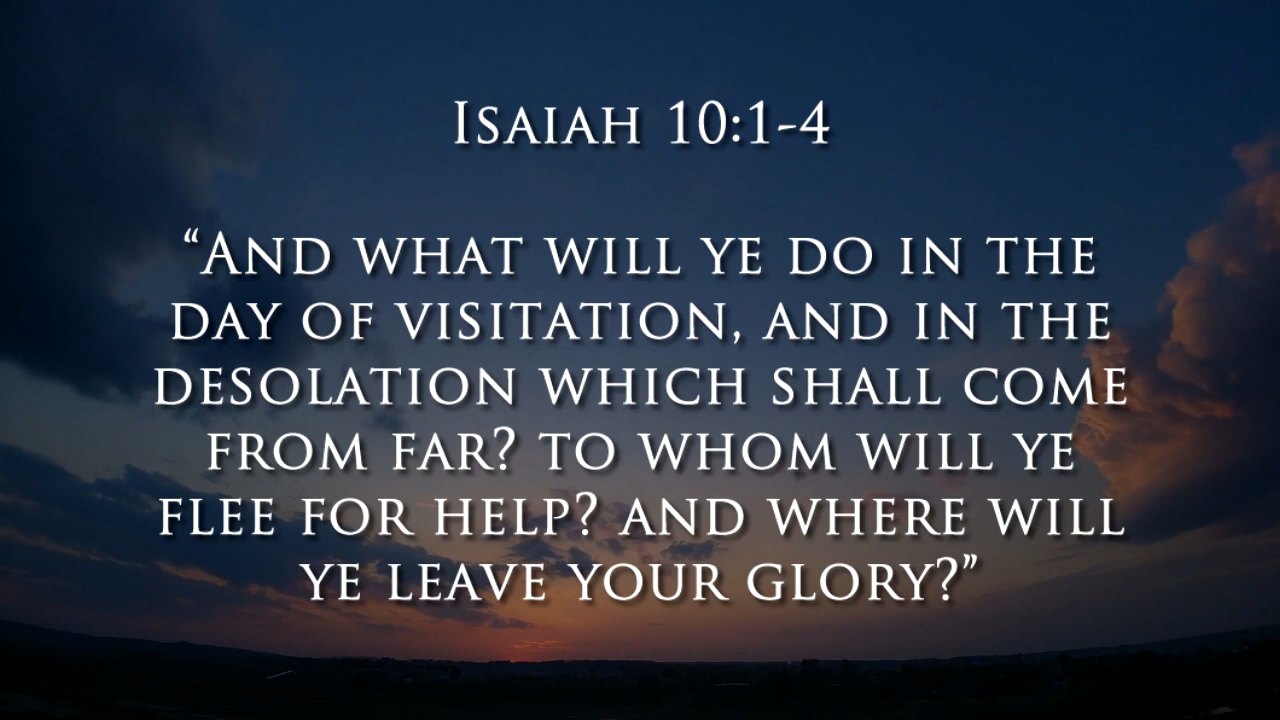 Isaiah 10:1-4
“And what will ye do in the
day of visitation, and in the
desolation which shall come
from far? to whom will ye
flee for help? and where will
ye leave your glory?”